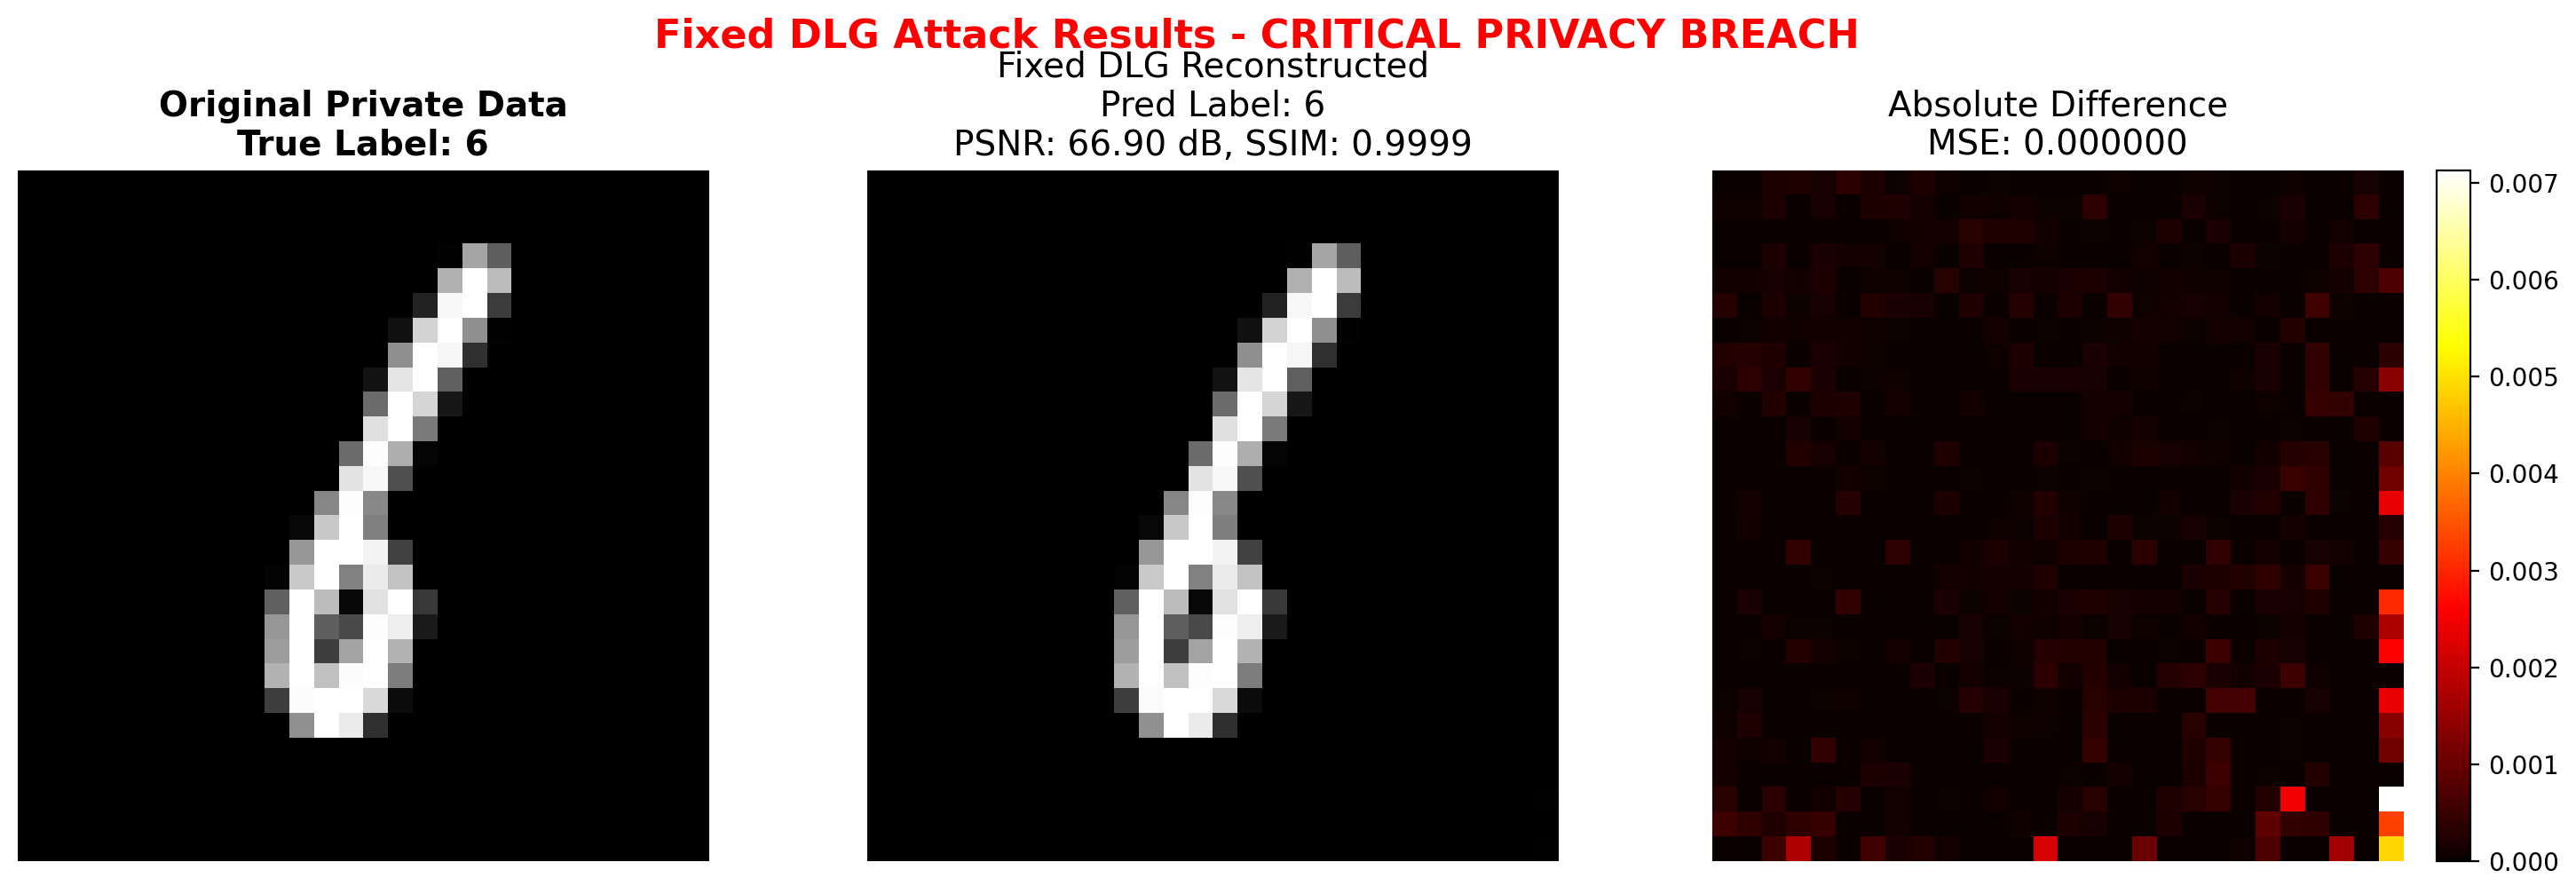 Fixed DLG Attack Results - CRITICAL PRIVACY BREACH
Original Private Data
True Label: 6
Fixed DLG Reconstructed
Pred Label: 6
PSNR: 66.90 dB, SSIM: 0.9999
Absolute Difference
MSE: 0.000000
0.007
0.006
0.005
0.004
0.003
0.002
0.001
0.000